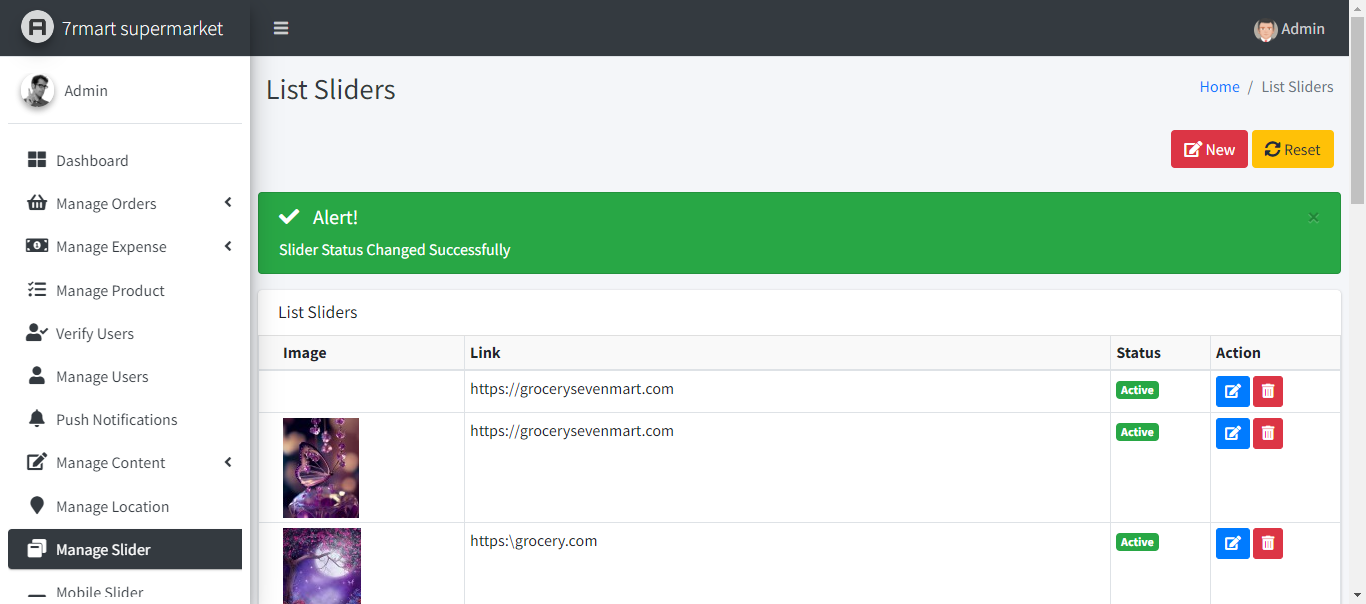 7rmart supermarket
Admin
Admin
List Sliders
Home / List Sliders
New
Reset
Dashboard
Manage Orders
Manage Expense
Manage Product
Verify Users
Manage Users
Push Notifications
Manage Content
Manage Location
Manage Slider
Mobile Slider
Alert!
×
Slider Status Changed Successfully
List Sliders
Image Link Status Action
https://grocerysevenmart.com Active
https://grocerysevenmart.com Active
https:\grocery.com Active